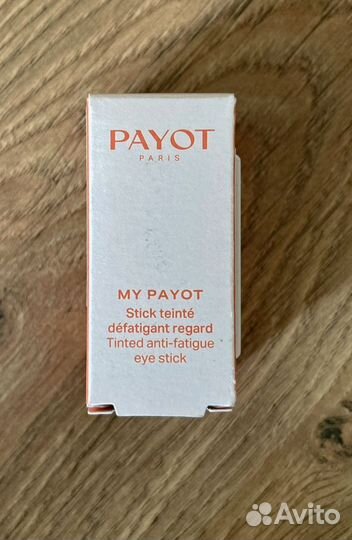 PAYOT
PARIS
MY PAYOT
Stick teinté
défatigant regard
Tinted anti-fatigue
eye stick
Avito